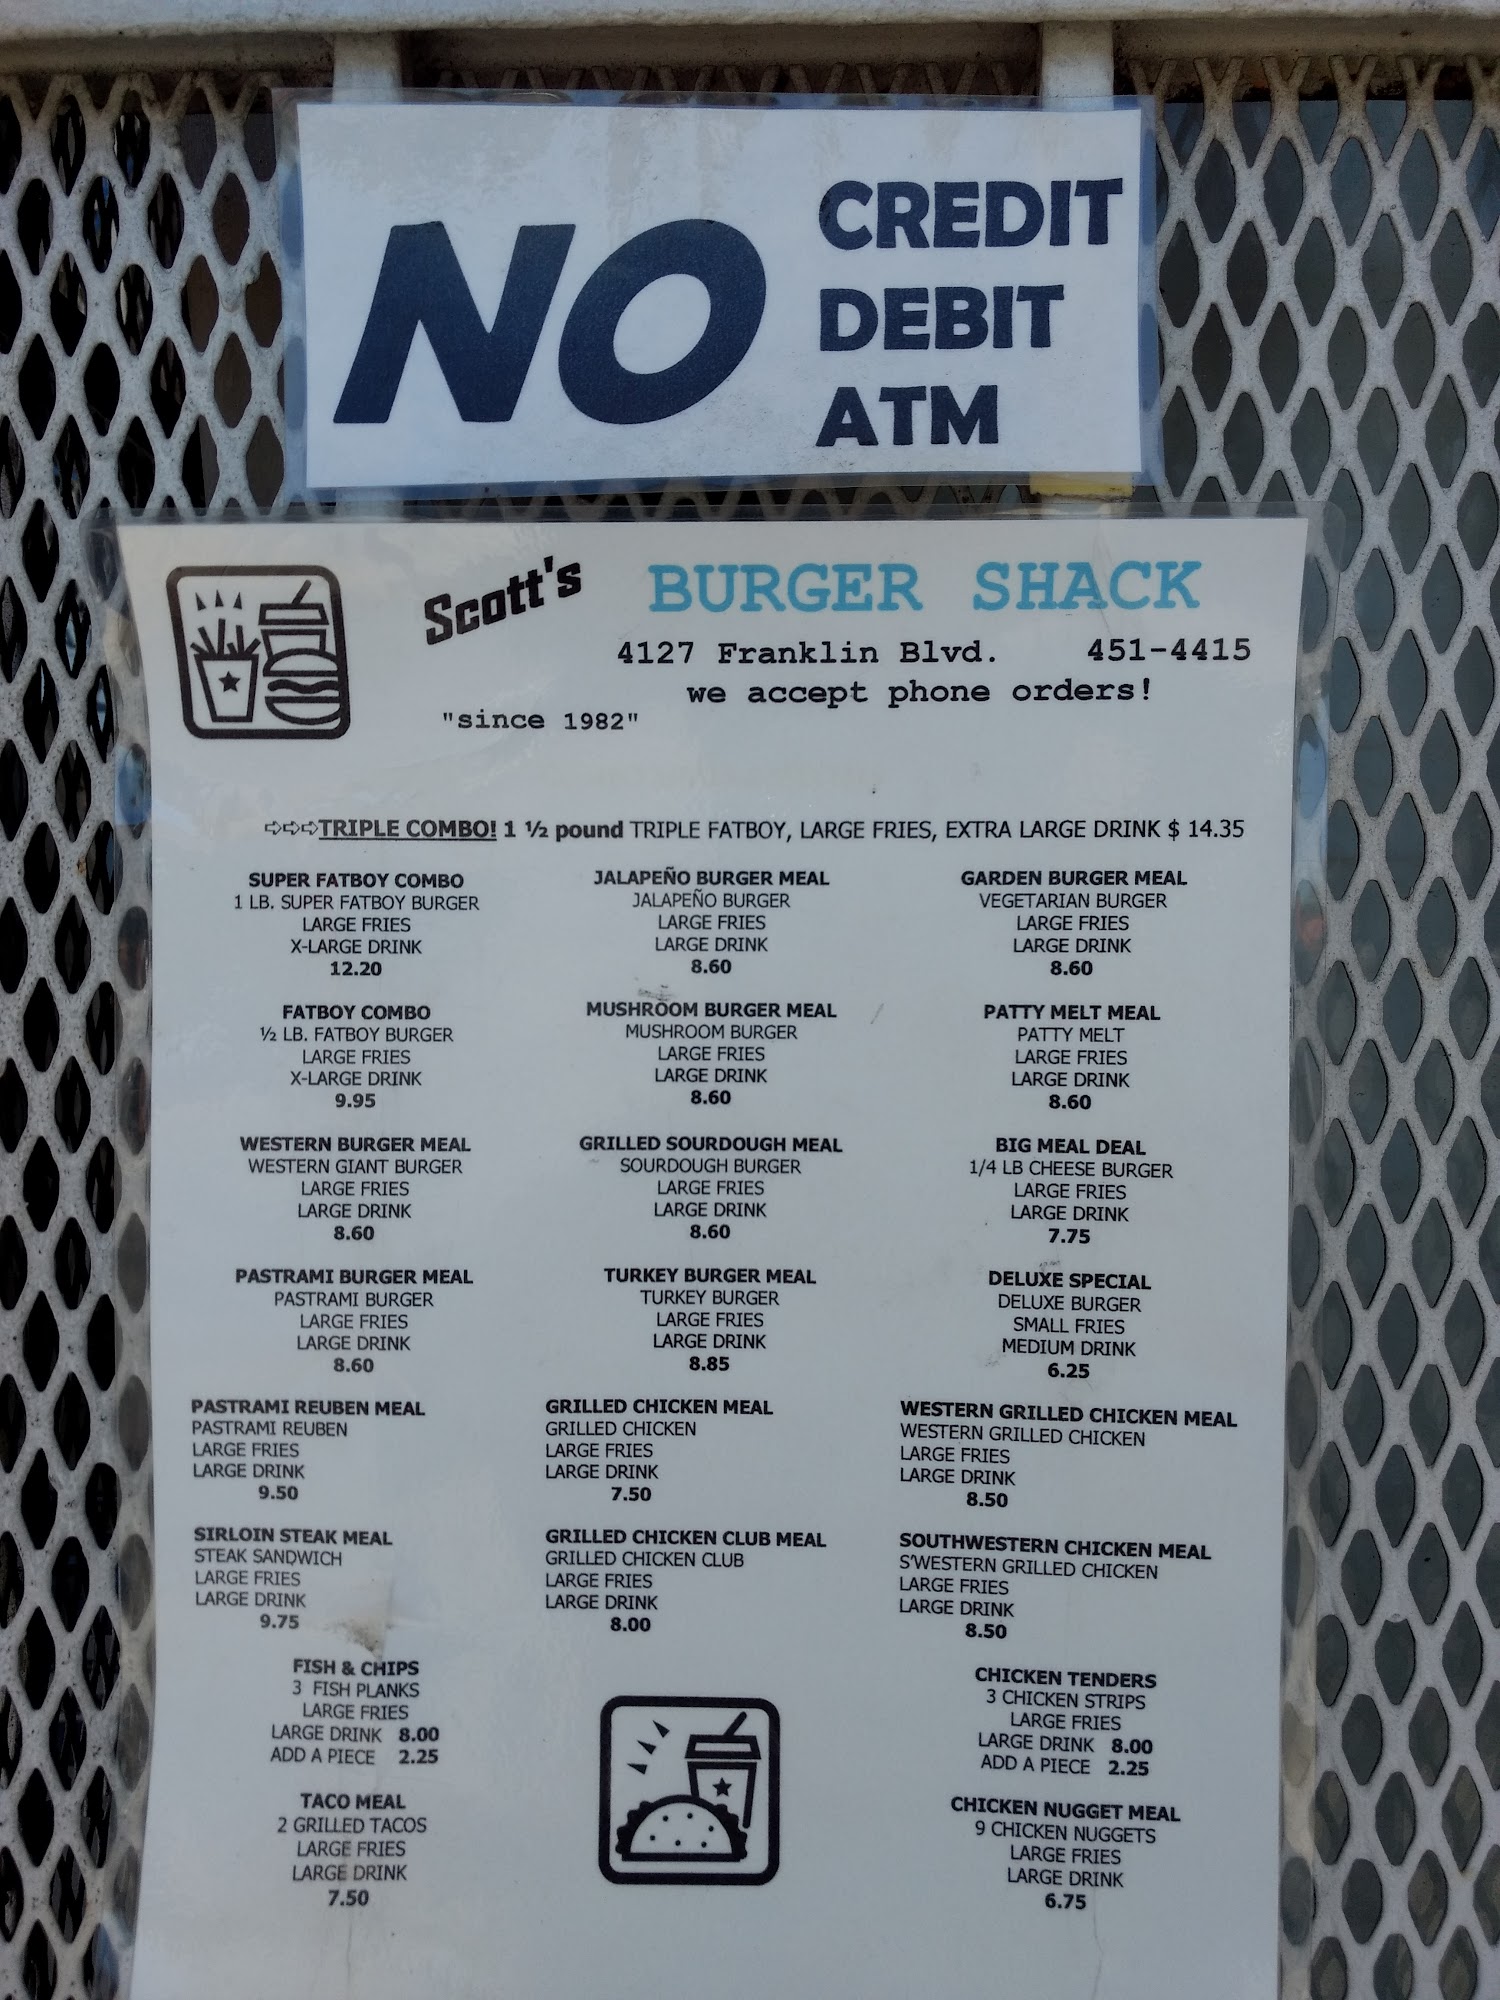 NO
CREDIT
DEBIT
ATM
Scott's BURGER SHACK
4127 Franklin Blvd. 451-4415
we accept phone orders!
"since 1982"
➪➪➪TRIPLE COMBO! 1 ½ pound TRIPLE FATBOY, LARGE FRIES, EXTRA LARGE DRINK $ 14.35
SUPER FATBOY COMBO
1 LB. SUPER FATBOY BURGER
LARGE FRIES
X-LARGE DRINK
12.20
JALAPEÑO BURGER MEAL
JALAPEÑO BURGER
LARGE FRIES
LARGE DRINK
8.60
GARDEN BURGER MEAL
VEGETARIAN BURGER
LARGE FRIES
LARGE DRINK
8.60
FATBOY COMBO
½ LB. FATBOY BURGER
LARGE FRIES
X-LARGE DRINK
9.95
MUSHROOM BURGER MEAL
MUSHROOM BURGER
LARGE FRIES
LARGE DRINK
8.60
PATTY MELT MEAL
PATTY MELT
LARGE FRIES
LARGE DRINK
8.60
WESTERN BURGER MEAL
WESTERN GIANT BURGER
LARGE FRIES
LARGE DRINK
8.60
GRILLED SOURDOUGH MEAL
SOURDOUGH BURGER
LARGE FRIES
LARGE DRINK
8.60
BIG MEAL DEAL
1/4 LB CHEESE BURGER
LARGE FRIES
LARGE DRINK
7.75
PASTRAMI BURGER MEAL
PASTRAMI BURGER
LARGE FRIES
LARGE DRINK
8.60
TURKEY BURGER MEAL
TURKEY BURGER
LARGE FRIES
LARGE DRINK
8.85
DELUXE SPECIAL
DELUXE BURGER
SMALL FRIES
MEDIUM DRINK
6.25
PASTRAMI REUBEN MEAL
PASTRAMI REUBEN
LARGE FRIES
LARGE DRINK
9.50
GRILLED CHICKEN MEAL
GRILLED CHICKEN
LARGE FRIES
LARGE DRINK
7.50
WESTERN GRILLED CHICKEN MEAL
WESTERN GRILLED CHICKEN
LARGE FRIES
LARGE DRINK
8.50
SIRLOIN STEAK MEAL
STEAK SANDWICH
LARGE FRIES
LARGE DRINK
9.75
GRILLED CHICKEN CLUB MEAL
GRILLED CHICKEN CLUB
LARGE FRIES
LARGE DRINK
8.00
SOUTHWESTERN CHICKEN MEAL
S'WESTERN GRILLED CHICKEN
LARGE FRIES
LARGE DRINK
8.50
FISH & CHIPS
3 FISH PLANKS
LARGE FRIES
LARGE DRINK 8.00
ADD A PIECE 2.25
CHICKEN TENDERS
3 CHICKEN STRIPS
LARGE FRIES
LARGE DRINK 8.00
ADD A PIECE 2.25
TACO MEAL
2 GRILLED TACOS
LARGE FRIES
LARGE DRINK
7.50
CHICKEN NUGGET MEAL
9 CHICKEN NUGGETS
LARGE FRIES
LARGE DRINK
6.75